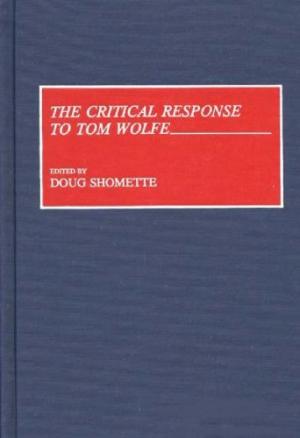 THE CRITICAL RESPONSE
TO TOM WOLFE
EDITED BY
DOUG SHOMETTE